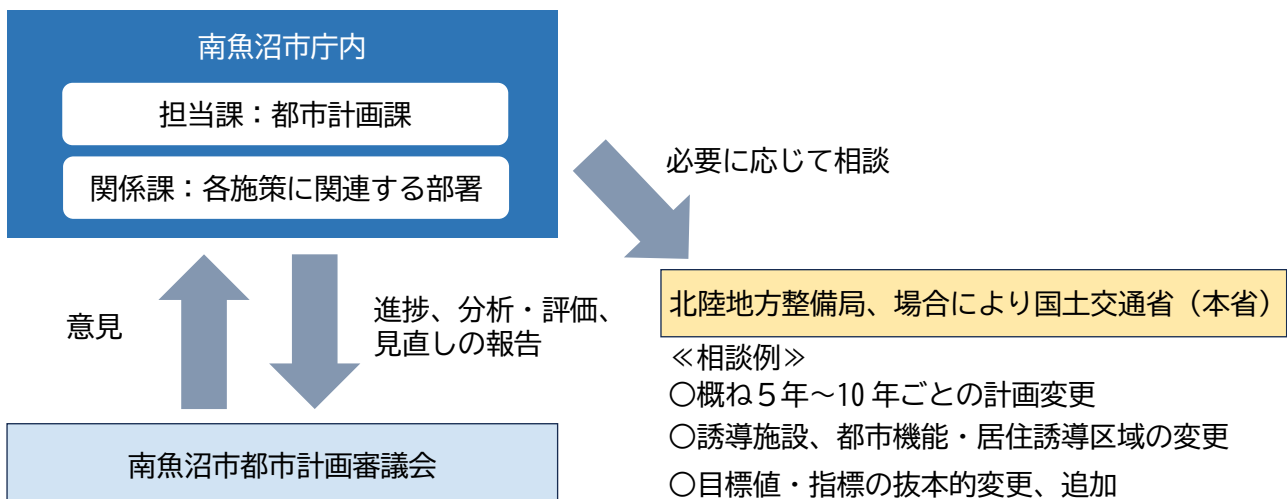 南魚沼市庁内
担当課：都市計画課
関係課：各施策に関連する部署
必要に応じて相談
意見
進捗、分析・評価、
見直しの報告
南魚沼市都市計画審議会
北陸地方整備局、場合により国土交通省（本省）
≪相談例≫
〇概ね５年～10 年ごとの計画変更
〇誘導施設、都市機能・居住誘導区域の変更
〇目標値・指標の抜本的変更、追加